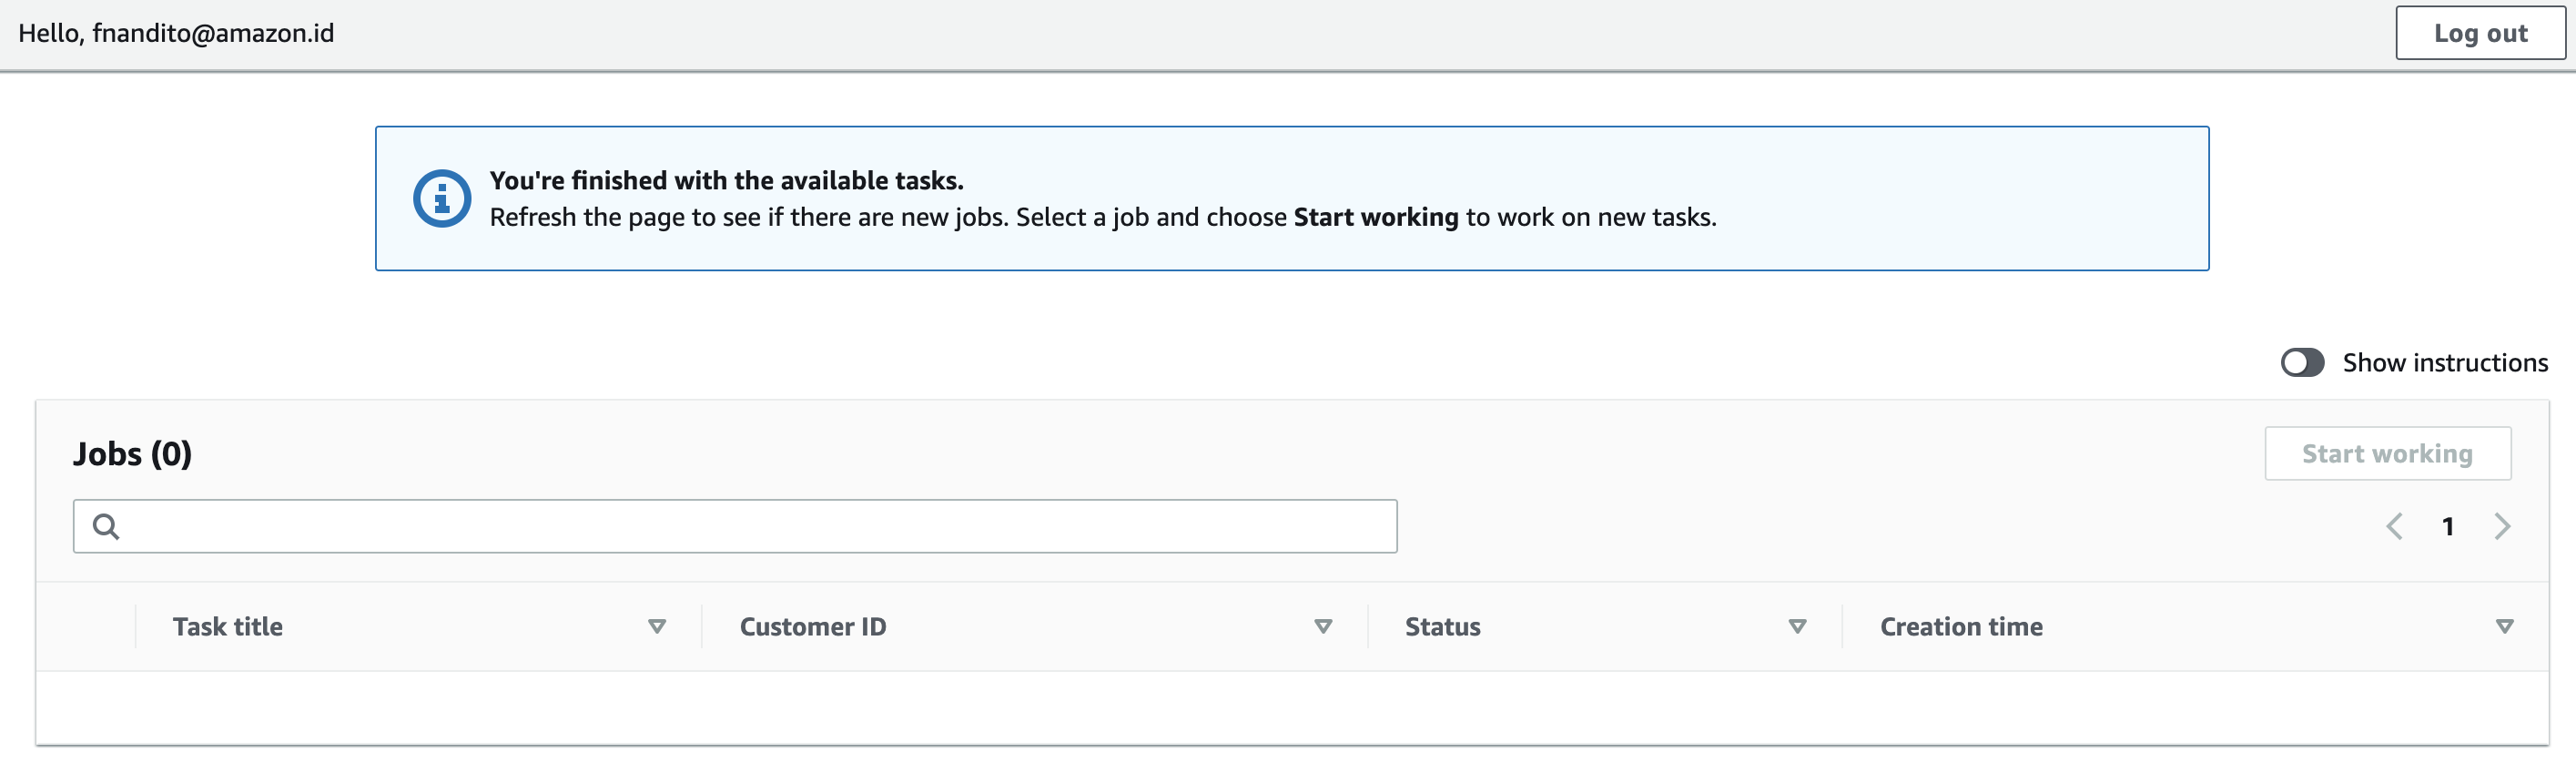 Hello, fnandito@amazon.id
Log out
You're finished with the available tasks.
Refresh the page to see if there are new jobs. Select a job and choose Start working to work on new tasks.
Show instructions
Jobs (0)
Start working
1
Task title
Customer ID
Status
Creation time